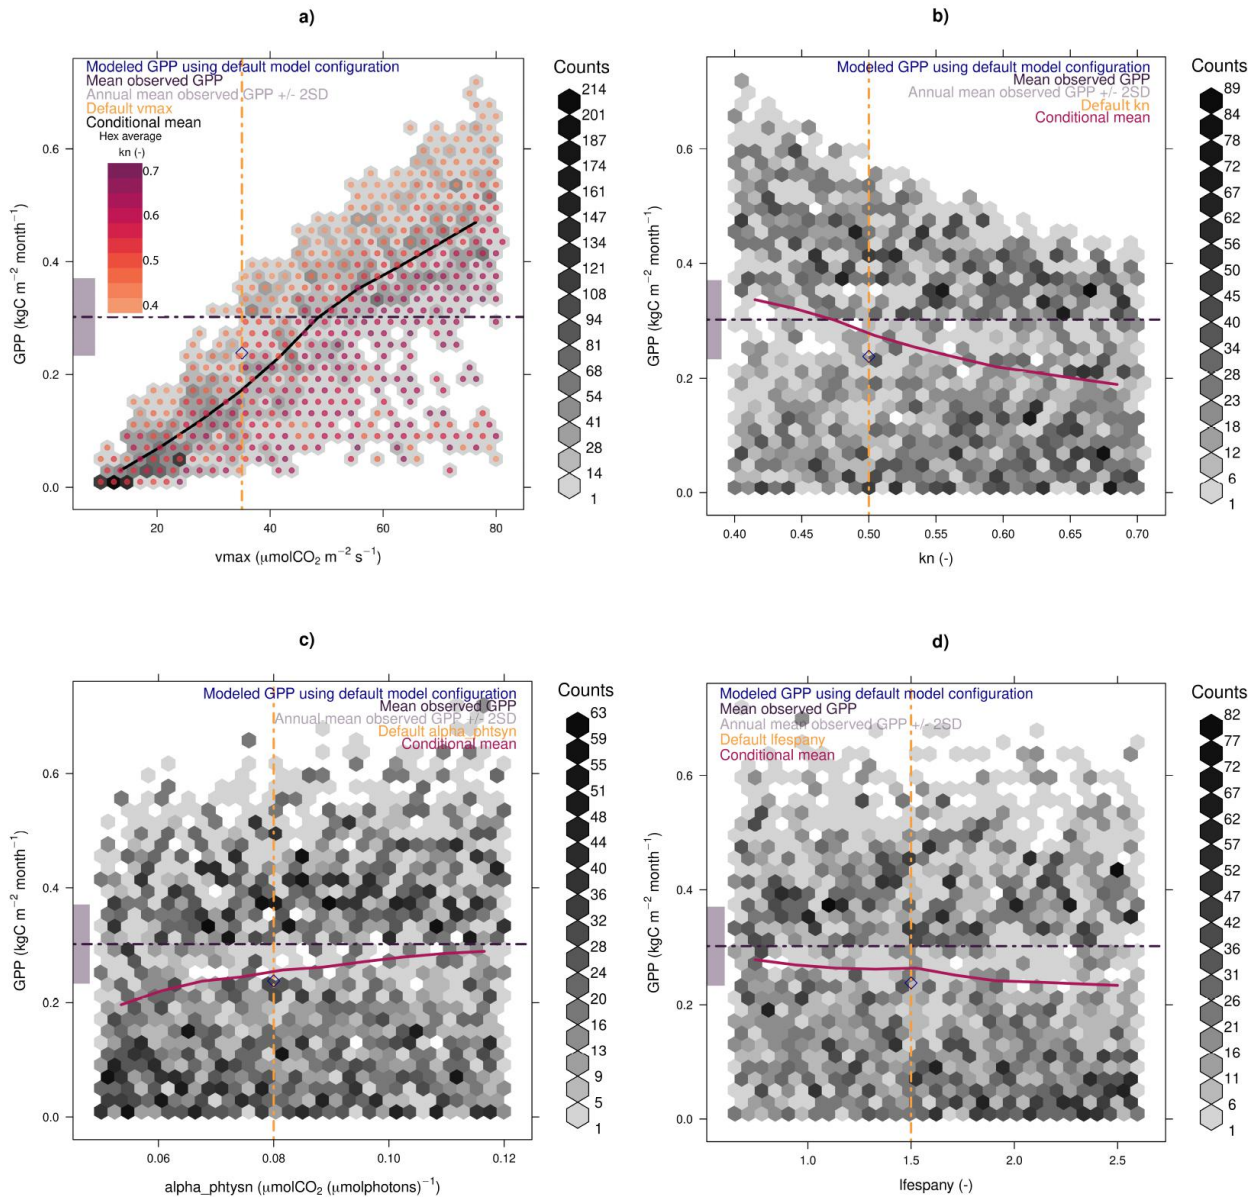 a)
Modeled GPP using default model configuration
Mean observed GPP
Annual mean observed GPP +/- 2SD
Default vmax
Conditional mean
Hex average
kn (-)
0.7
0.6
0.5
0.4
0.6
0.4
0.2
0.0
GPP (kgC m−2 month−1)
20 40 60 80
vmax (μmolCO2 m−2 s−1)
Counts
214
201
187
174
161
147
134
121
108
94
81
68
54
41
28
14
1
b)
Modeled GPP using default model configuration
Mean observed GPP
Annual mean observed GPP +/- 2SD
Default kn
Conditional mean
0.6
0.4
0.2
0.0
GPP (kgC m−2 month−1)
0.40 0.45 0.50 0.55 0.60 0.65 0.70
kn (-)
Counts
89
84
78
72
67
62
56
50
45
40
34
28
23
18
12
6
1
c)
Modeled GPP using default model configuration
Mean observed GPP
Annual mean observed GPP +/- 2SD
Default alpha_phtsyn
Conditional mean
0.6
0.4
0.2
0.0
GPP (kgC m−2 month−1)
0.06 0.08 0.10 0.12
alpha_phtysn (μmolCO2 (μmolphotons)−1
Counts
63
59
55
51
48
44
40
36
32
28
24
20
16
13
9
5
1
d)
Modeled GPP using default model configuration
Mean observed GPP
Annual mean observed GPP +/- 2SD
Default lfespany
Conditional mean
0.6
0.4
0.2
0.0
GPP (kgC m−2 month−1)
1.0 1.5 2.0 2.5
lfespany (-)
Counts
82
77
72
67
62
57
52
47
42
36
31
26
21
16
11
6
1